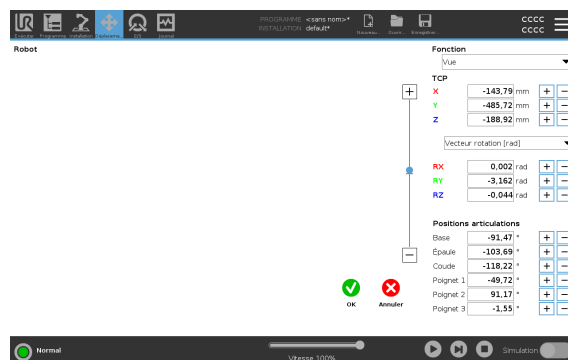 PROGRAMME <sans nom>*
INSTALLATION default*
CCCC
CCCC
Exécuter Programme Installation Déplaceme... E/S Journal Nouveau... Ouvrir... Enregistrer...
Robot
Fonction
Vue
TCP
X -143,79 mm + −
Y -485,72 mm + −
Z -188,92 mm + −
Vecteur rotation [rad]
RX 0,002 rad + −
RY -3,162 rad + −
RZ -0,044 rad + −
Positions articulations
Base -91,47 ° + −
Épaule -103,69 ° + −
Coude -118,22 ° + −
Poignet 1 -49,72 ° + −
Poignet 2 91,17 ° + −
Poignet 3 -1,55 ° + −
OK Annuler
Normal
Vitesse 100%
Simulation